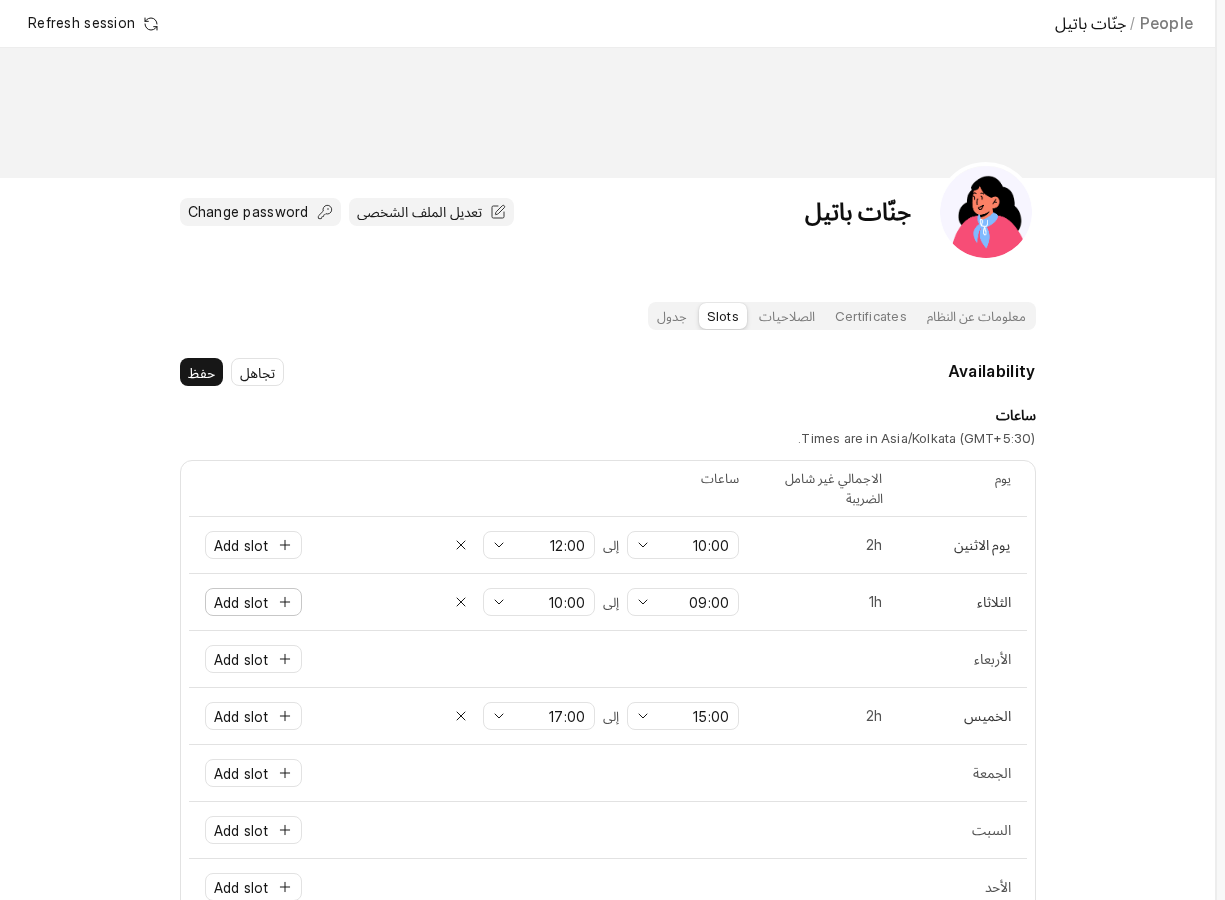 People / جنّات باتيل
Refresh session
جنّات باتيل
تعديل الملف الشخصي
Change password
معلومات عن النظام
Certificates
الصلاحيات
Slots
جدول
Availability
تجاهل
حفظ
ساعات
Times are in Asia/Kolkata (GMT+5:30).
يوم
الاجمالي غير شامل
الضريبة
ساعات
يوم الاثنين 2h 10:00 إلى 12:00 Add slot
الثلاثاء 1h 09:00 إلى 10:00 Add slot
الأربعاء Add slot
الخميس 2h 15:00 إلى 17:00 Add slot
الجمعة Add slot
السبت Add slot
الأحد Add slot